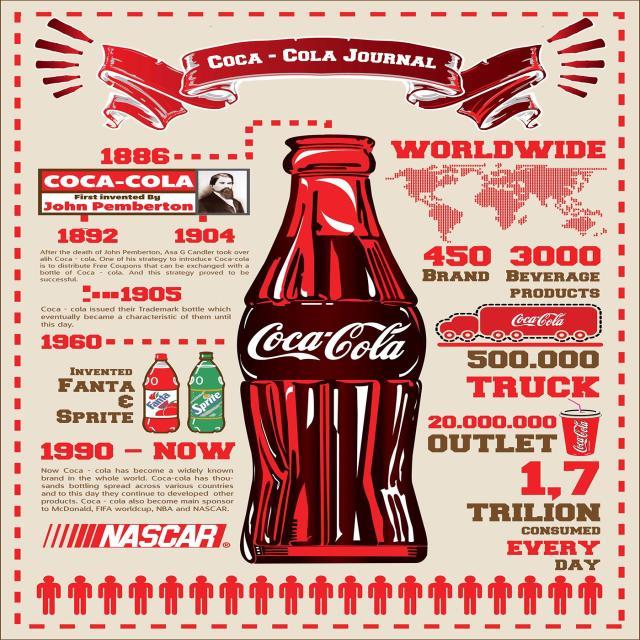 COCA - COLA JOURNAL
1886
COCA-COLA
First invented By
John Pemberton
1892 1904
After the death of John Pemberton, Asa G Candler took over
alih Coca - cola. One of his strategy to introduce Coca-cola
is to distribute Free Coupons that can be exchanged with a
bottle of Coca - cola. And this strategy proved to be
successful.
1905
Coca - cola issued their Trademark bottle which
eventually became a characteristic of them until
this day.
1960
INVENTED
FANTA
&
SPRITE
Fanta
Sprite
1990 - NOW
Now Coca - cola has become a widely known
brand in the whole world. Coca-cola has thou-
sands bottling spread across various countries
and to this day they continue to developed other
products. Coca - cola also become main sponsor
to McDonald, FIFA worldcup, NBA and NASCAR.
NASCAR®
Coca-Cola
WORLDWIDE
450 3000
BRAND BEVERAGE
PRODUCTS
Coca-Cola
500.000
TRUCK
20.000.000
OUTLET
Coca-Cola
1,7
TRILION
CONSUMED
EVERY
DAY